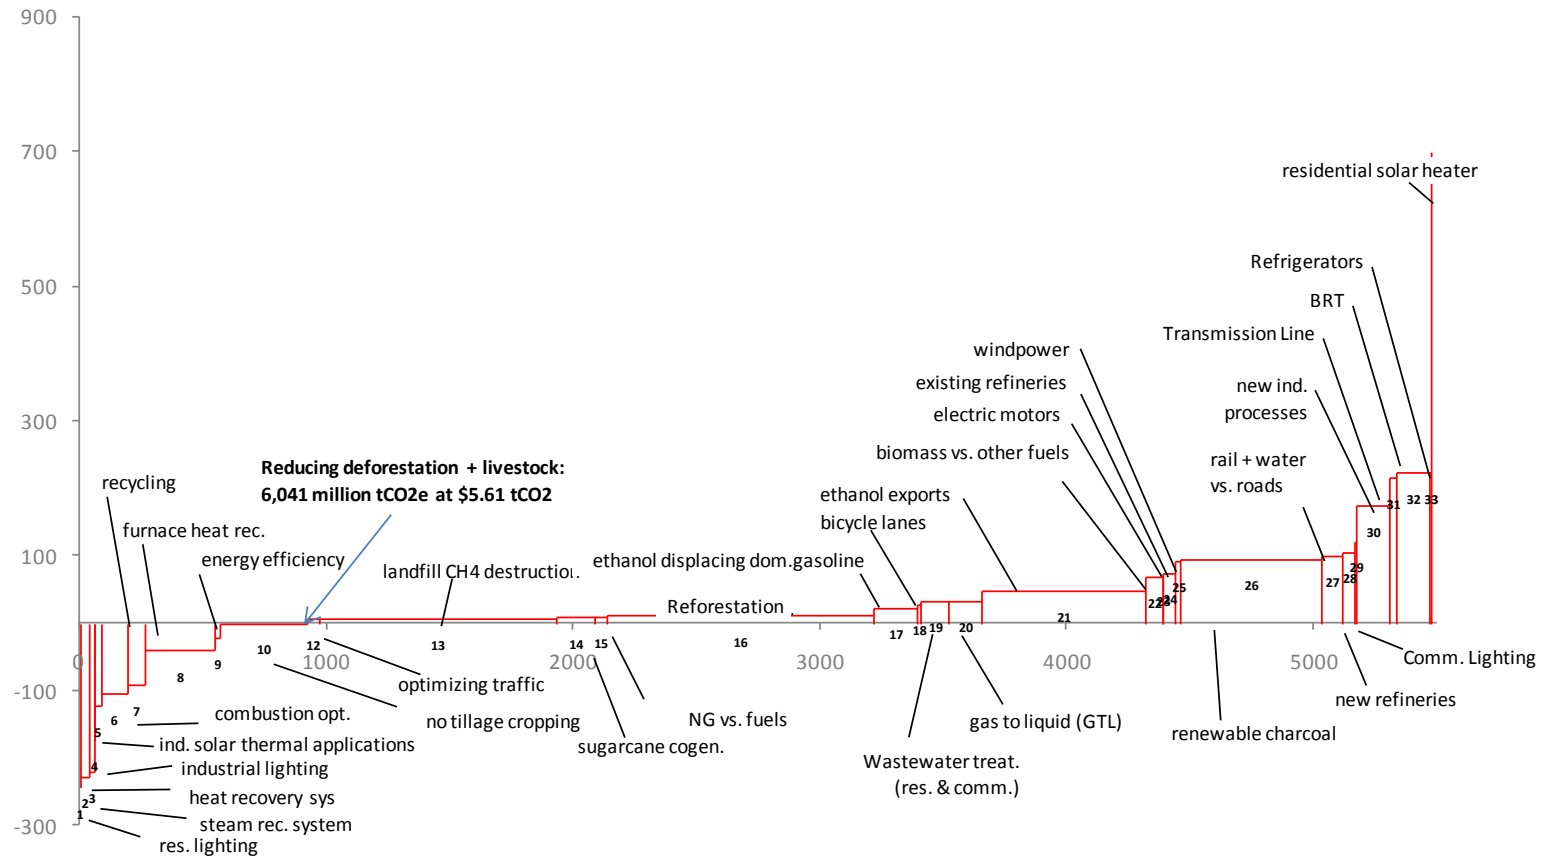 900
700
500
300
100
-100
-300
0
1000
2000
3000
4000
5000
residential solar heater
Refrigerators
BRT
Transmission Line
windpower
existing refineries
electric motors
biomass vs. other fuels
ethanol exports
bicycle lanes
ethanol displacing dom.gasoline
new ind.
processes
rail + water
vs. roads
Reducing deforestation + livestock:
6,041 million tCO2e at $5.61 tCO2
recycling
furnace heat rec.
energy efficiency
landfill CH4 destruction.
Reforestation
1
2
3
4
5
6
7
8
9
10
12
13
14
15
16
17
18
19
20
21
22
23
24
25
26
27
28
29
30
31
32
33
optimizing traffic
no tillage cropping
combustion opt.
ind. solar thermal applications
industrial lighting
heat recovery sys
steam rec. system
res. lighting
NG vs. fuels
sugarcane cogen.
Wastewater treat.
(res. & comm.)
gas to liquid (GTL)
renewable charcoal
new refineries
Comm. Lighting